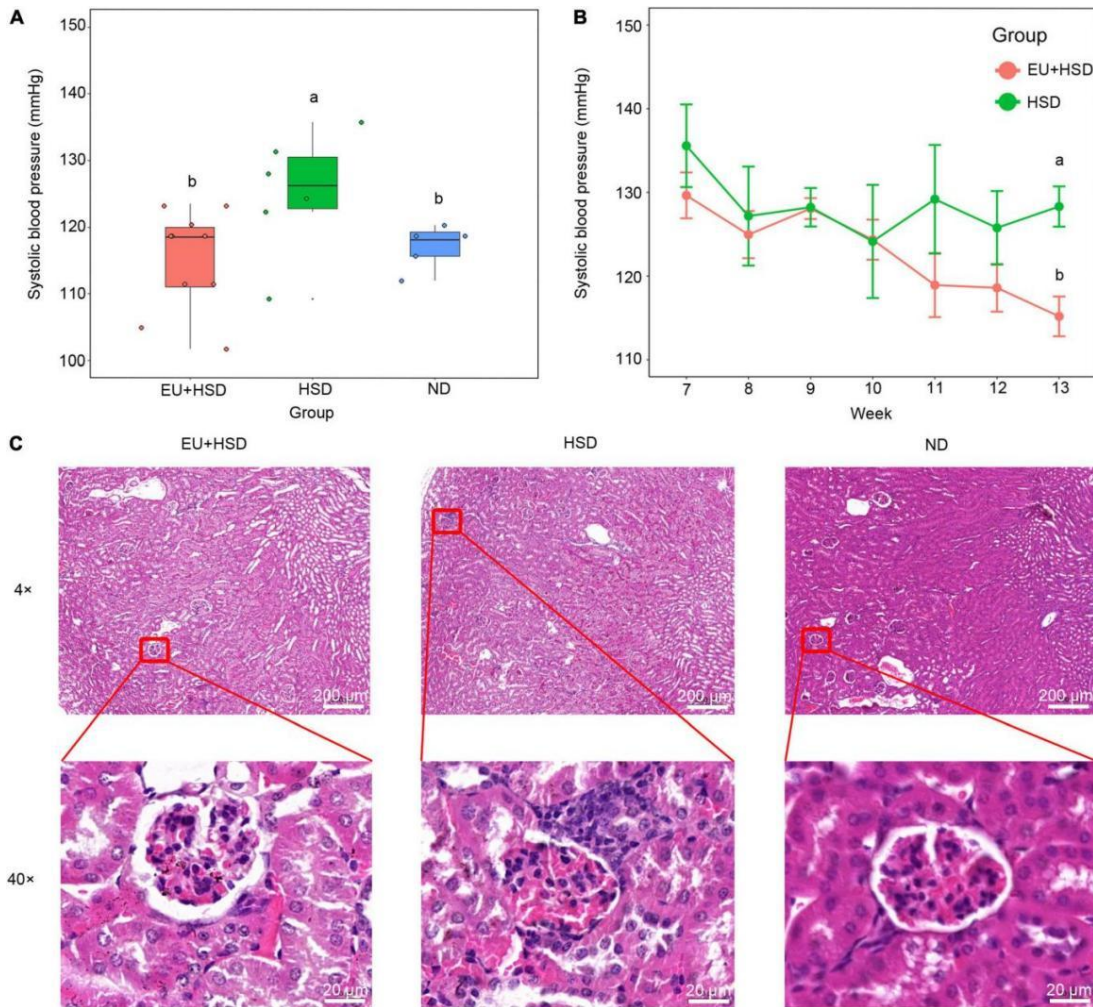 A
Systolic blood pressure (mmHg)
150
140
130
120
110
100
b
a
b
EU+HSD
HSD
ND
Group
B
Systolic blood pressure (mmHg)
150
140
130
120
110
Group
EU+HSD
HSD
a
b
7
8
9
10
11
12
13
Week
C
EU+HSD
HSD
ND
4×
200 µm
200 µm
200 µm
40×
20 µm
20 µm
20 µm